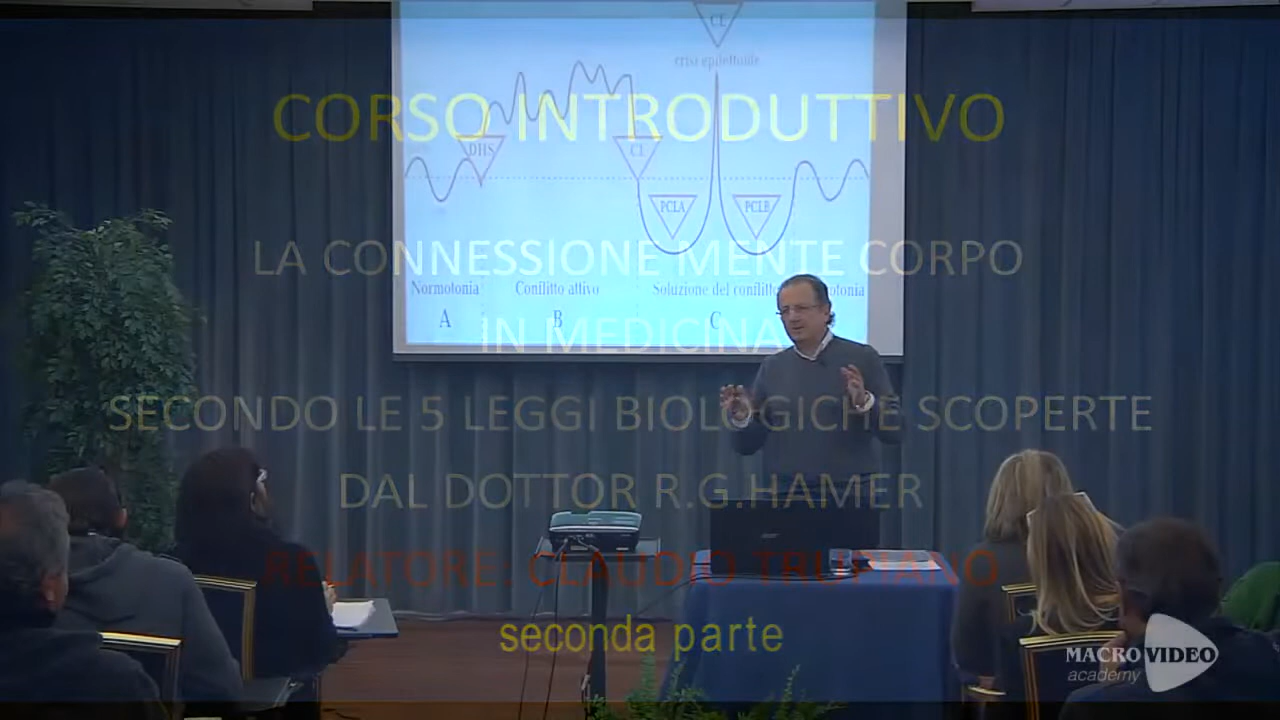 CL
crisi epilettoide
CORSO INTRODUTTIVO
DHS
CL
PCLA
PCLB
LA CONNESSIONE MENTE CORPO
Normotonia
Conflitto attivo
Soluzione del conflitto
A
B
C
IN MEDICINA
SECONDO LE 5 LEGGI BIOLOGICHE SCOPERTE
DAL DOTTOR R.G.HAMER
RELATORE. CLAUDIO TRUPIANO
seconda parte
acer
MACRO VIDEO
academy